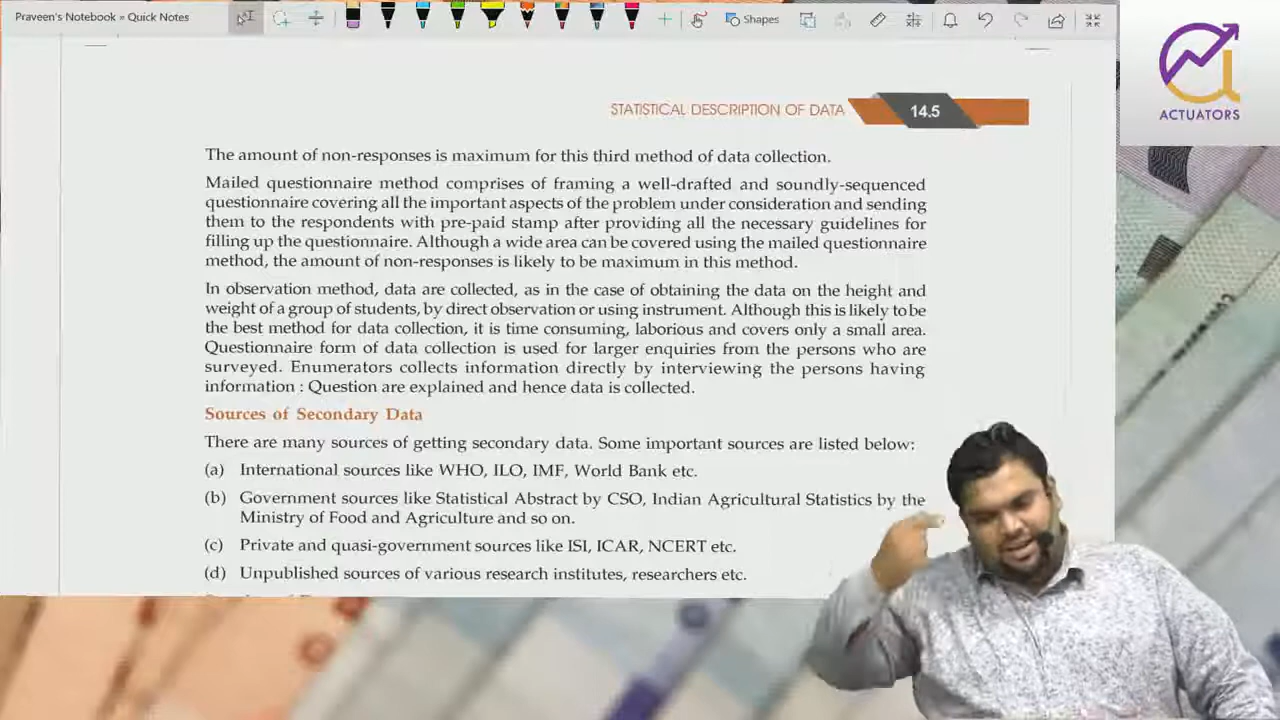 Praveen's Notebook » Quick Notes
Shapes
ACTUATORS
STATISTICAL DESCRIPTION OF DATA 14.5
The amount of non-responses is maximum for this third method of data collection.
Mailed questionnaire method comprises of framing a well-drafted and soundly-sequenced
questionnaire covering all the important aspects of the problem under consideration and sending
them to the respondents with pre-paid stamp after providing all the necessary guidelines for
filling up the questionnaire. Although a wide area can be covered using the mailed questionnaire
method, the amount of non-responses is likely to be maximum in this method.
In observation method, data are collected, as in the case of obtaining the data on the height and
weight of a group of students, by direct observation or using instrument. Although this is likely to be
the best method for data collection, it is time consuming, laborious and covers only a small area.
Questionnaire form of data collection is used for larger enquiries from the persons who are
surveyed. Enumerators collects information directly by interviewing the persons having
information : Question are explained and hence data is collected.
Sources of Secondary Data
There are many sources of getting secondary data. Some important sources are listed below:
(a) International sources like WHO, ILO, IMF, World Bank etc.
(b) Government sources like Statistical Abstract by CSO, Indian Agricultural Statistics by the
Ministry of Food and Agriculture and so on.
(c) Private and quasi-government sources like ISI, ICAR, NCERT etc.
(d) Unpublished sources of various research institutes, researchers etc.